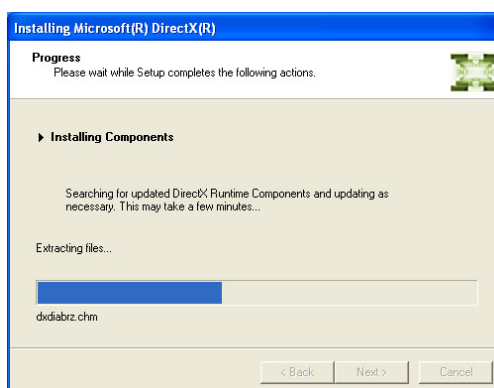 Installing Microsoft(R) DirectX(R)
Progress
Please wait while Setup completes the following actions.
Installing Components
Searching for updated DirectX Runtime Components and updating as
necessary. This may take a few minutes...
Extracting files...
dxdiabrz.chm
< Back
Next >
Cancel